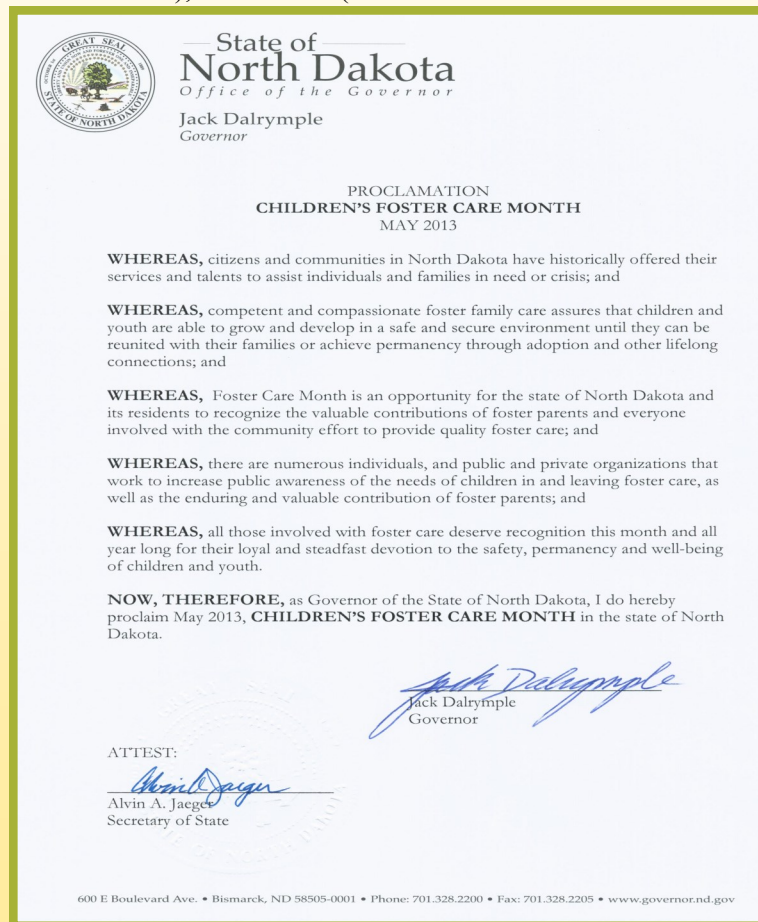 GREAT SEAL
STATE OF NORTH DAKOTA
OCTOBER 1st
1889
State of
North Dakota
Office of the Governor
Jack Dalrymple
Governor
PROCLAMATION
CHILDREN'S FOSTER CARE MONTH
MAY 2013
WHEREAS, citizens and communities in North Dakota have historically offered their
services and talents to assist individuals and families in need or crisis; and
WHEREAS, competent and compassionate foster family care assures that children and
youth are able to grow and develop in a safe and secure environment until they can be
reunited with their families or achieve permanency through adoption and other lifelong
connections; and
WHEREAS, Foster Care Month is an opportunity for the state of North Dakota and
its residents to recognize the valuable contributions of foster parents and everyone
involved with the community effort to provide quality foster care; and
WHEREAS, there are numerous individuals, and public and private organizations that
work to increase public awareness of the needs of children in and leaving foster care, as
well as the enduring and valuable contribution of foster parents; and
WHEREAS, all those involved with foster care deserve recognition this month and all
year long for their loyal and steadfast devotion to the safety, permanency and well-being
of children and youth.
NOW, THEREFORE, as Governor of the State of North Dakota, I do hereby
proclaim May 2013, CHILDREN'S FOSTER CARE MONTH in the state of North
Dakota.
Jack Dalrymple
Jack Dalrymple
Governor
ATTEST:
Alvin A Jaeger
Alvin A. Jaeger
Secretary of State
600 E Boulevard Ave. • Bismarck, ND 58505-0001 • Phone: 701.328.2200 • Fax: 701.328.2205 • www.governor.nd.gov